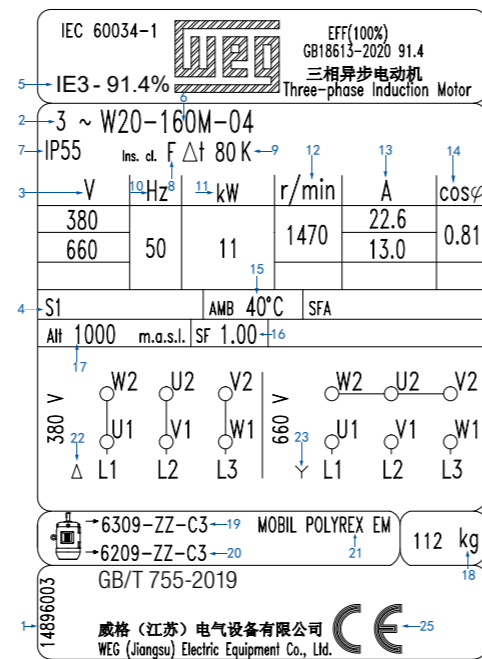 IEC 60034-1
weg
EFF(100%)
GB18613-2020 91.4
三相异步电动机
Three-phase Induction Motor
5 IE3 - 91.4%
6
2 3 ~ W20-160M-04
7 IP55 Ins. cl. F Δt 80 K 9
10 8 11 12 13 14
3 V Hz kW r/min A cosφ
380 22.6
50 11 1470 0.81
660 13.0
15
4 S1 AMB 40°C SFA
Alt 1000 m.a.s.l. SF 1.00 16
17
380 V W2 U2 V2 660 V W2 U2 V2
22 U1 V1 W1 23 U1 V1 W1
Δ L1 L2 L3 Y L1 L2 L3
6309-ZZ-C3 19 MOBIL POLYREX EM
6209-ZZ-C3 20 21
112 kg
18
GB/T 755-2019
1 14896003
威格（江苏）电气设备有限公司
WEG (Jiangsu) Electric Equipment Co., Ltd.
CE 25